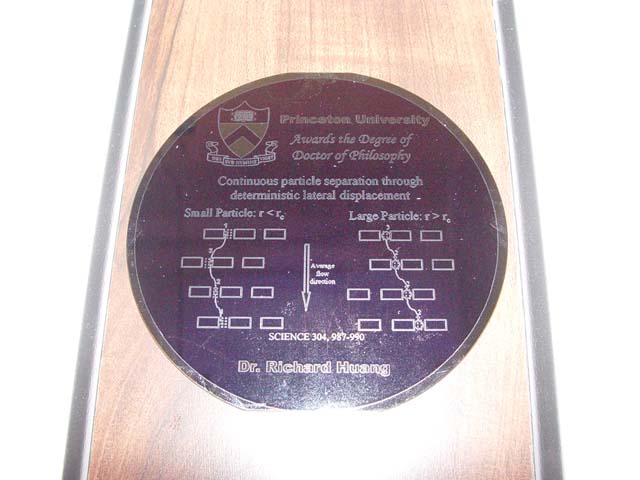 Princeton University
Awards the Degree of
Doctor of Philosophy
Continuous particle separation through
deterministic lateral displacement
Small Particle: r < rc
Large Particle: r > rc
Average
flow
direction
SCIENCE 304, 987-990
Dr. Richard Huang